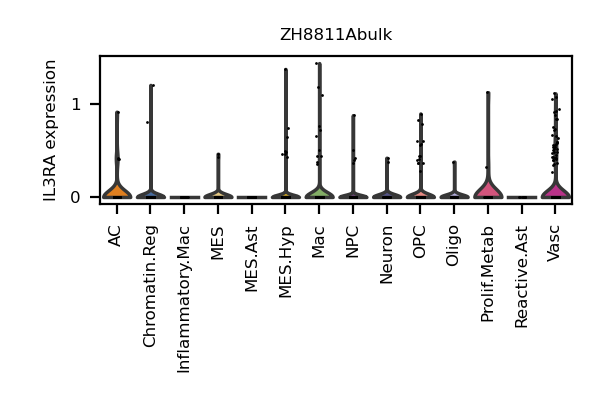 ZH8811Abulk
IL3RA expression
1
0
AC
Chromatin.Reg
Inflammatory.Mac
MES
MES.Ast
MES.Hyp
Mac
NPC
Neuron
OPC
Oligo
Prolif.Metab
Reactive.Ast
Vasc